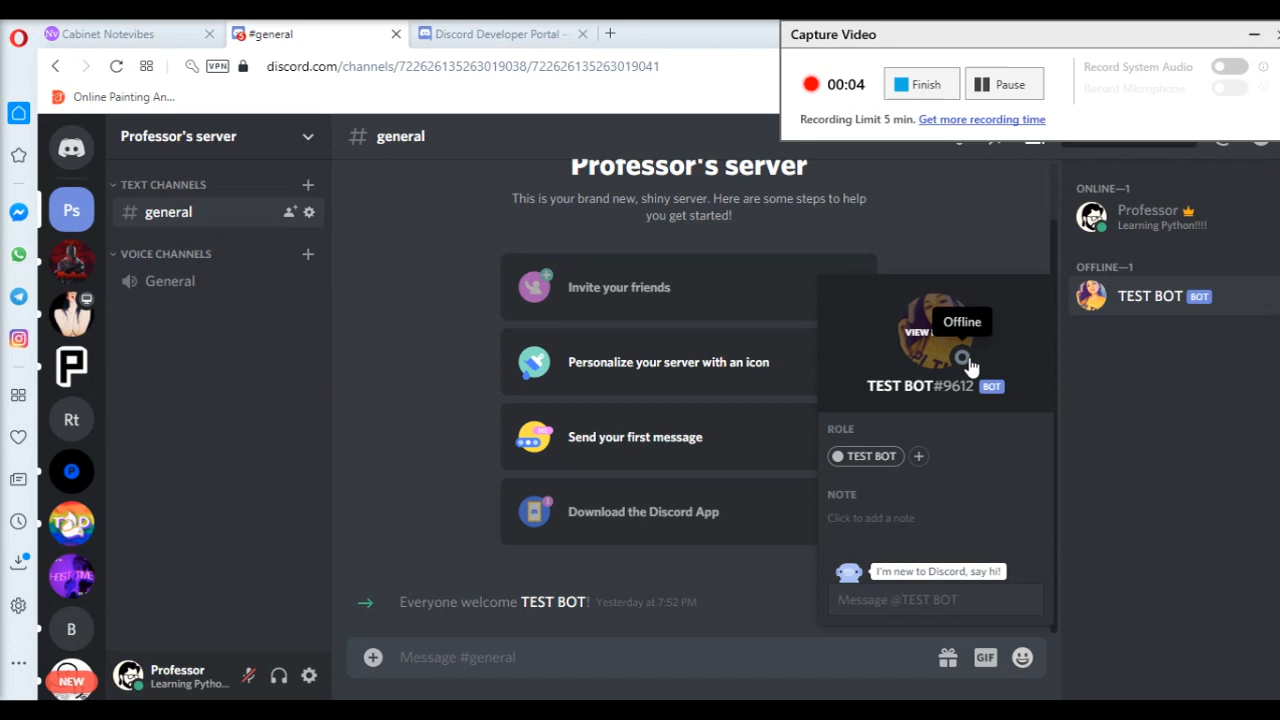 Cabinet Notevibes
#general
Discord Developer Portal —
VPN
discord.com/channels/722626135263019038/722626135263019041
Online Painting An...
Capture Video
00:04
Finish
Pause
Record System Audio
Record Microphone
Recording Limit 5 min. Get more recording time
Professor's server
TEXT CHANNELS
general
VOICE CHANNELS
General
Ps
Rt
B
NEW
# general
Professor's server
This is your brand new, shiny server. Here are some steps to help
you get started!
Invite your friends
Personalize your server with an icon
Send your first message
Download the Discord App
Everyone welcome TEST BOT! Yesterday at 7:52 PM
Message #general
GIF
Professor
Learning Pytho...
Offline
VIEW
TEST BOT#9612 BOT
ROLE
TEST BOT
NOTE
Click to add a note
I'm new to Discord, say hi!
Message @TEST BOT
ONLINE—1
Professor
Learning Python!!!!
OFFLINE—1
TEST BOT BOT